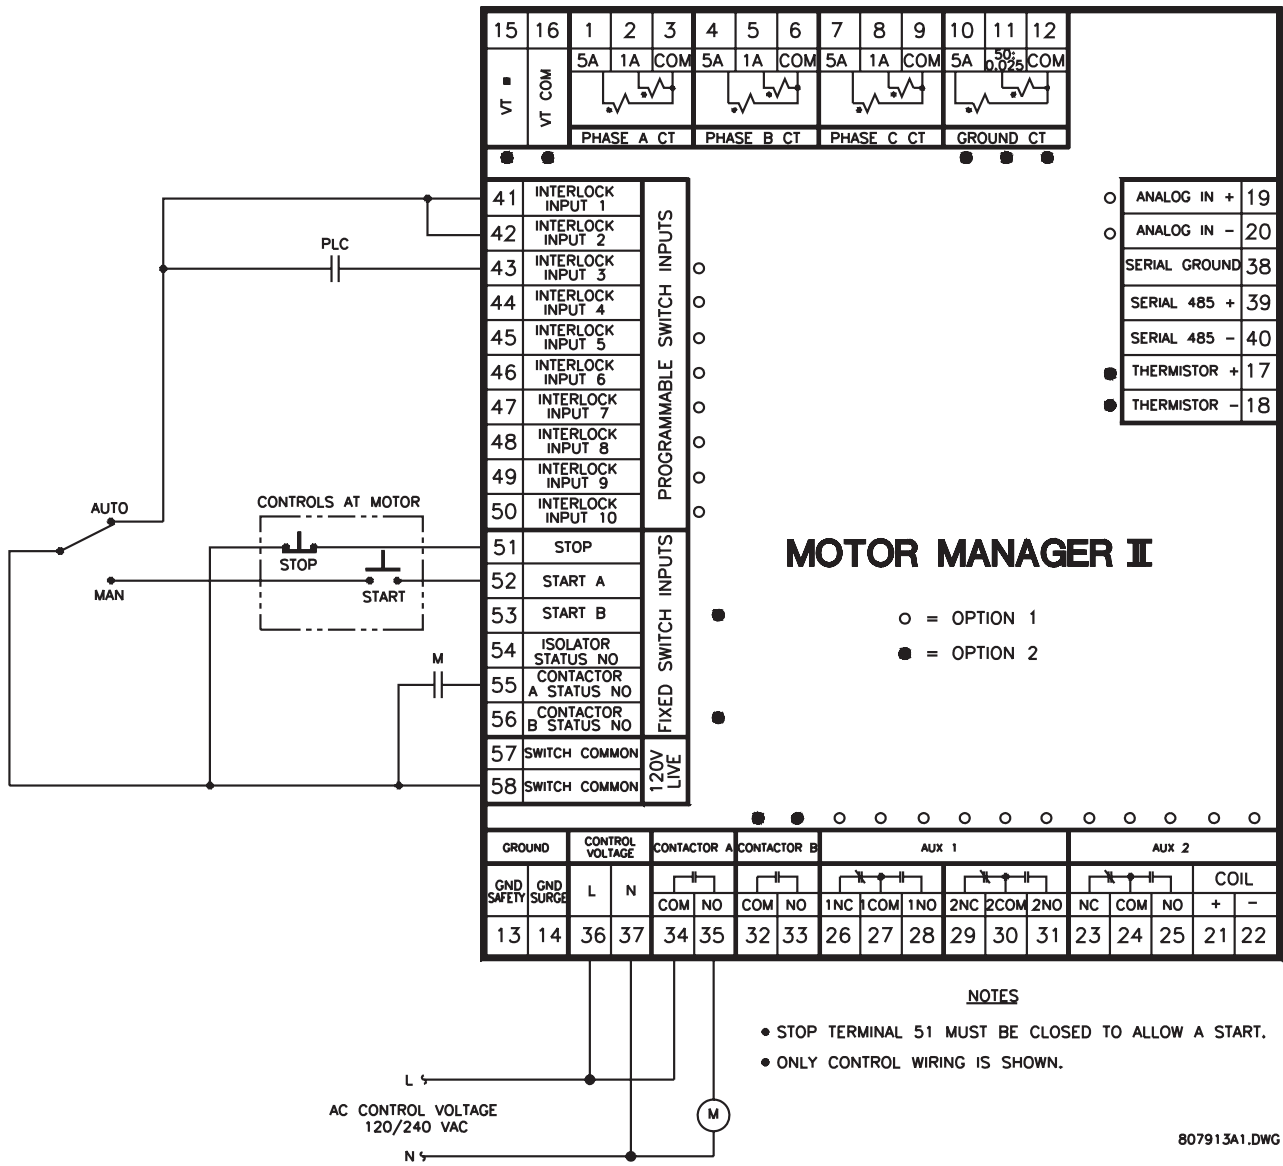 15 16 1 2 3 4 5 6 7 8 9 10 11 12
VT VT COM 5A 1A COM 5A 1A COM 5A 1A COM 5A 50: 0.025 COM
PHASE A CT PHASE B CT PHASE C CT GROUND CT
41 INTERLOCK INPUT 1
42 INTERLOCK INPUT 2
43 INTERLOCK INPUT 3
44 INTERLOCK INPUT 4
45 INTERLOCK INPUT 5
46 INTERLOCK INPUT 6
47 INTERLOCK INPUT 7
48 INTERLOCK INPUT 8
49 INTERLOCK INPUT 9
50 INTERLOCK INPUT 10
PROGRAMMABLE SWITCH INPUTS
51 STOP
52 START A
53 START B
54 ISOLATOR STATUS NO
55 CONTACTOR A STATUS NO
56 CONTACTOR B STATUS NO
FIXED SWITCH INPUTS
57 SWITCH COMMON
58 SWITCH COMMON
120V LIVE
PLC
AUTO
MAN
CONTROLS AT MOTOR
STOP
START
M
ANALOG IN + 19
ANALOG IN - 20
SERIAL GROUND 38
SERIAL 485 + 39
SERIAL 485 - 40
THERMISTOR + 17
THERMISTOR - 18
MOTOR MANAGER II
= OPTION 1
= OPTION 2
GROUND CONTROL VOLTAGE CONTACTOR A CONTACTOR B AUX 1 AUX 2
GND SAFETY GND SURGE L N COM NO COM NO 1NC 1COM 1NO 2NC 2COM 2NO NC COM NO COIL + -
13 14 36 37 34 35 32 33 26 27 28 29 30 31 23 24 25 21 22
NOTES
• STOP TERMINAL 51 MUST BE CLOSED TO ALLOW A START.
• ONLY CONTROL WIRING IS SHOWN.
L
AC CONTROL VOLTAGE
120/240 VAC
M
N
807913A1.DWG